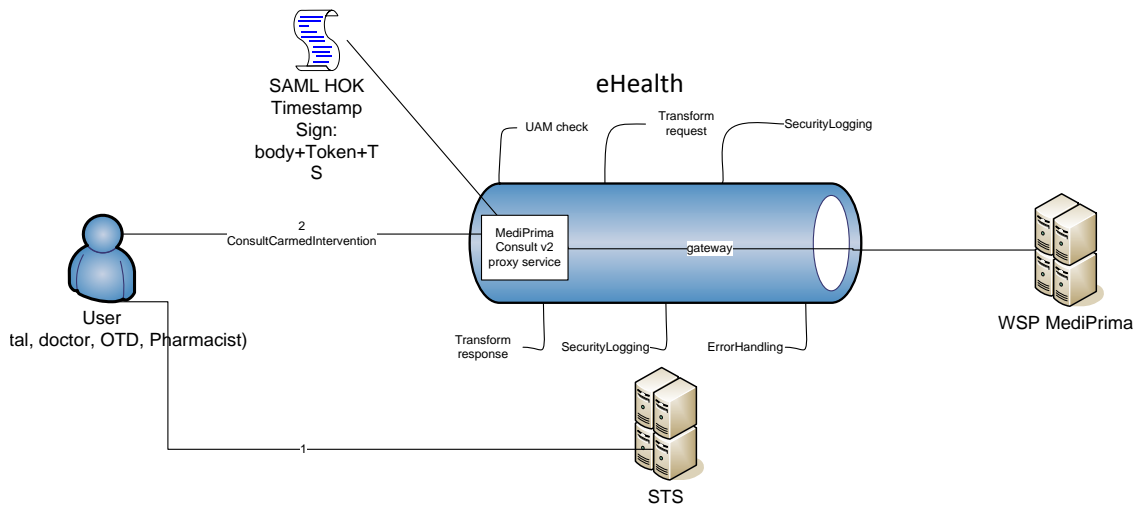 SAML HOK
Timestamp
Sign:
body+Token+T
S
eHealth
UAM check
Transform
request
SecurityLogging
2
ConsultCarmedIntervention
MediPrima
Consult v2
proxy service
gateway
User
tal, doctor, OTD, Pharmacist)
WSP MediPrima
Transform
response
SecurityLogging
ErrorHandling
1
STS